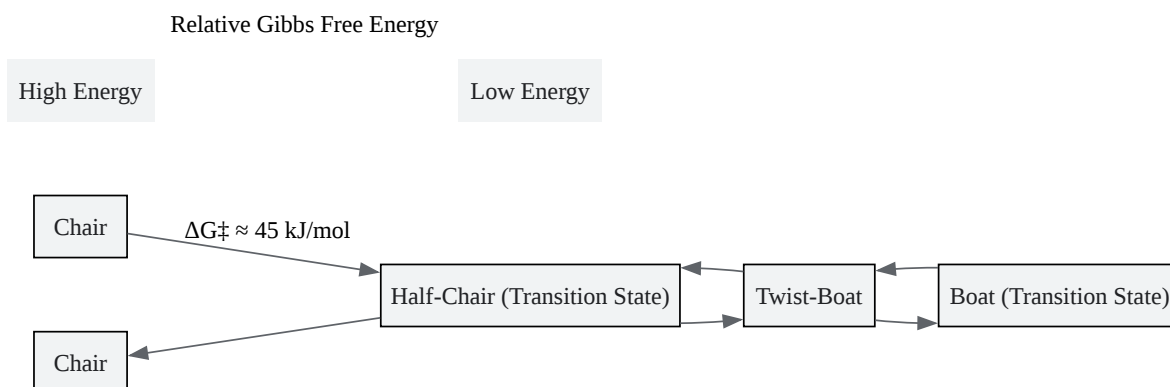 Relative Gibbs Free Energy
High Energy
Low Energy
Chair
ΔG‡ ≈ 45 kJ/mol
Half-Chair (Transition State)
Twist-Boat
Boat (Transition State)
Chair